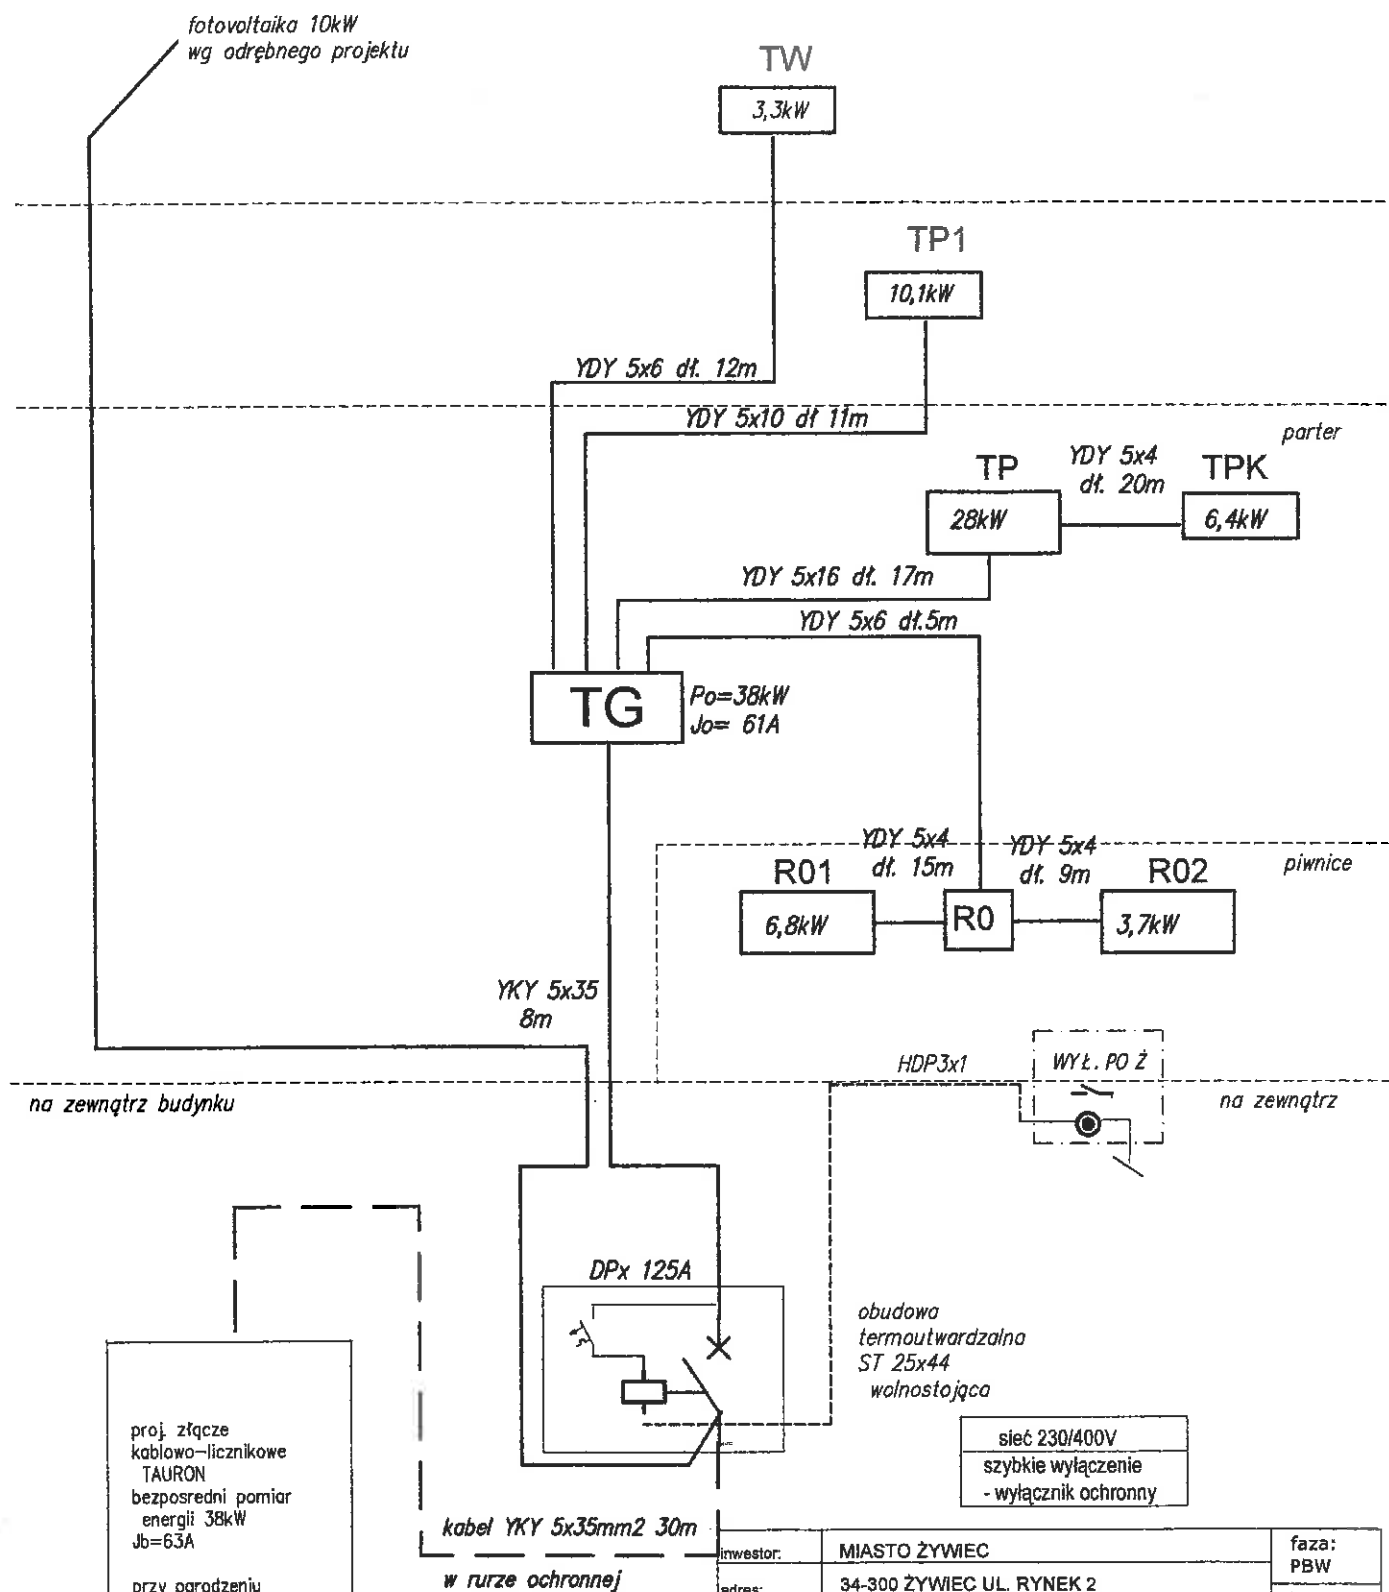 fotovoltaika 10kW
wg odrębnego projektu
TW
3,3kW
TP1
10,1kW
YDY 5x6 dł. 12m
YDY 5x10 dł 11m
parter
TP
28kW
YDY 5x4
dł. 20m
TPK
6,4kW
YDY 5x16 dł. 17m
YDY 5x6 dł.5m
TG
Po=38kW
Jo= 61A
YDY 5x4
dł. 15m
YDY 5x4
dł. 9m
piwnice
R01
6,8kW
R0
R02
3,7kW
YKY 5x35
8m
HDP3x1
WYŁ. PO Ż
na zewnątrz budynku
na zewnątrz
DPx 125A
obudowa
termoutwardzalna
ST 25x44
wolnostojąca
proj. złącze
kablowo-licznikowe
TAURON
bezposredni pomiar
energii 38kW
Jb=63A
przy ogrodzeniu
sieć 230/400V
szybkie wyłączenie
- wyłącznik ochronny
kabel YKY 5x35mm2 30m
w rurze ochronnej
inwestor: MIASTO ŻYWIEC
faza:
PBW
adres: 34-300 ŻYWIEC UL. RYNEK 2